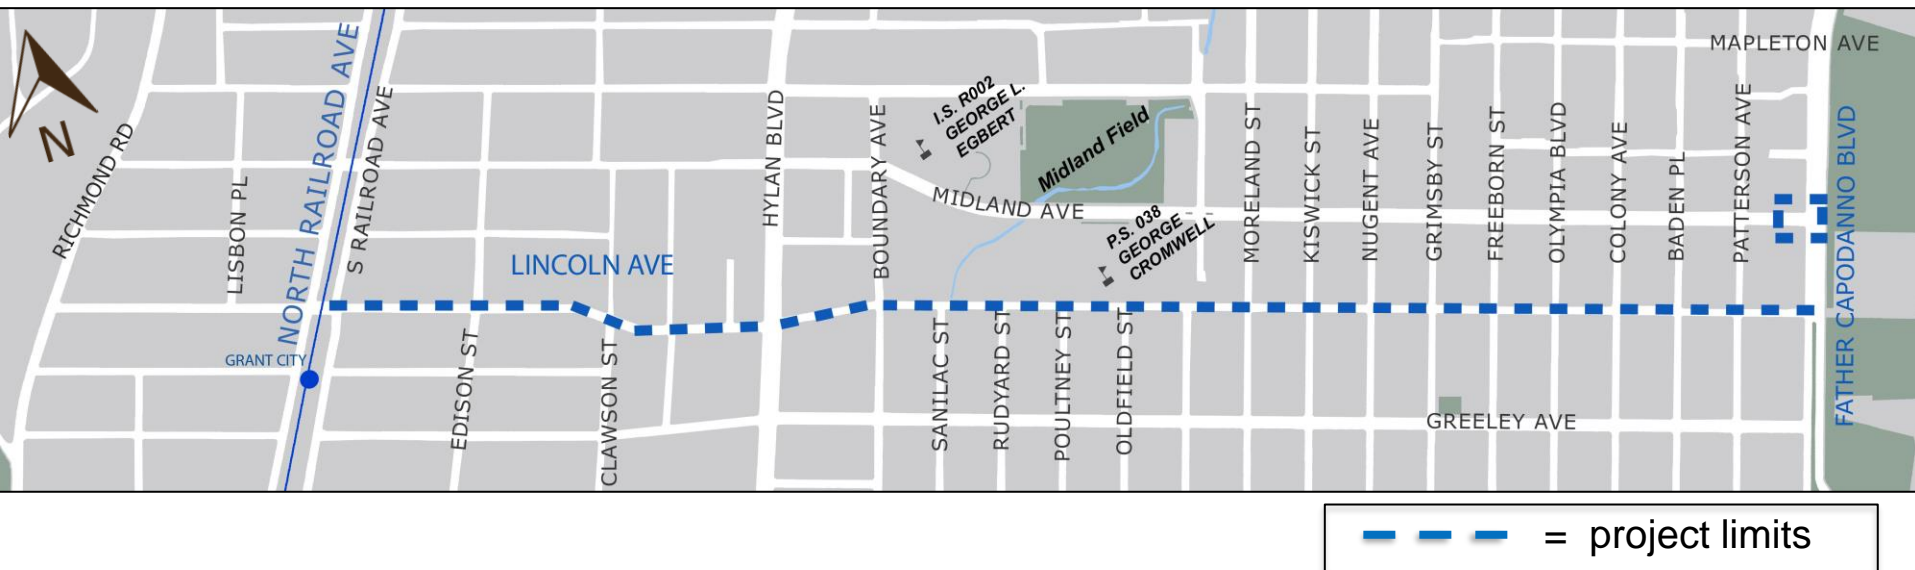 N
RICHMOND RD
LISBON PL
NORTH RAILROAD AVE
S RAILROAD AVE
GRANT CITY
LINCOLN AVE
EDISON ST
CLAWSON ST
HYLAN BLVD
BOUNDARY AVE
I.S. R002
GEORGE L.
EGBERT
Midland Field
MIDLAND AVE
P.S. 038
GEORGE
CROMWELL
SANILAC ST
RUDYARD ST
POULTNEY ST
OLDFIELD ST
MORELAND ST
KISWICK ST
NUGENT AVE
GRIMSBY ST
FREEBORN ST
OLYMPIA BLVD
COLONY AVE
BADEN PL
PATTERSON AVE
MAPLETON AVE
FATHER CAPODANNO BLVD
GREELEY AVE
= project limits